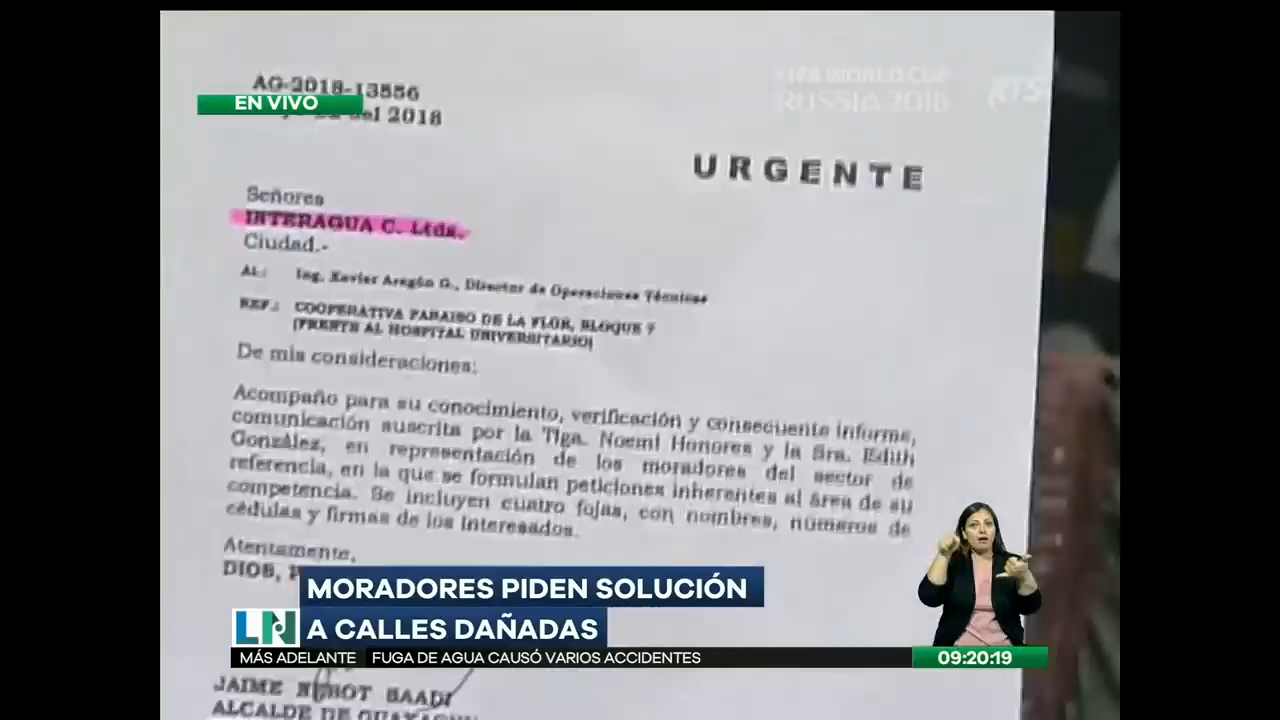 AG-2018-13556
EN VIVO
del 2018
FIFA WORLD CUP
RUSSIA 2018
RTS
URGENTE
Señores
INTERAGUA C. Ltda.
Ciudad.-
At.: Ing. Xavier Aragón G., Director de Operaciones Técnicas
REF.: COOPERATIVA PARAISO DE LA FLOR, BLOQUE 7
(FRENTE AL HOSPITAL UNIVERSITARIO)
De mis consideraciones:
Acompaño para su conocimiento, verificación y consecuente informe,
comunicación suscrita por la Tlga. Noemí Honores y la Sra. Edith
González, en representación de los moradores del sector de
referencia, en la que se formulan peticiones inherentes al área de su
competencia. Se incluyen cuatro fojas, con nombres, números de
cédulas y firmas de los interesados.
Atentamente,
DIOS,
MORADORES PIDEN SOLUCIÓN
A CALLES DAÑADAS
LN
MÁS ADELANTE FUGA DE AGUA CAUSÓ VARIOS ACCIDENTES
09:20:19
JAIME NEBOT SAADI
ALCALDE DE